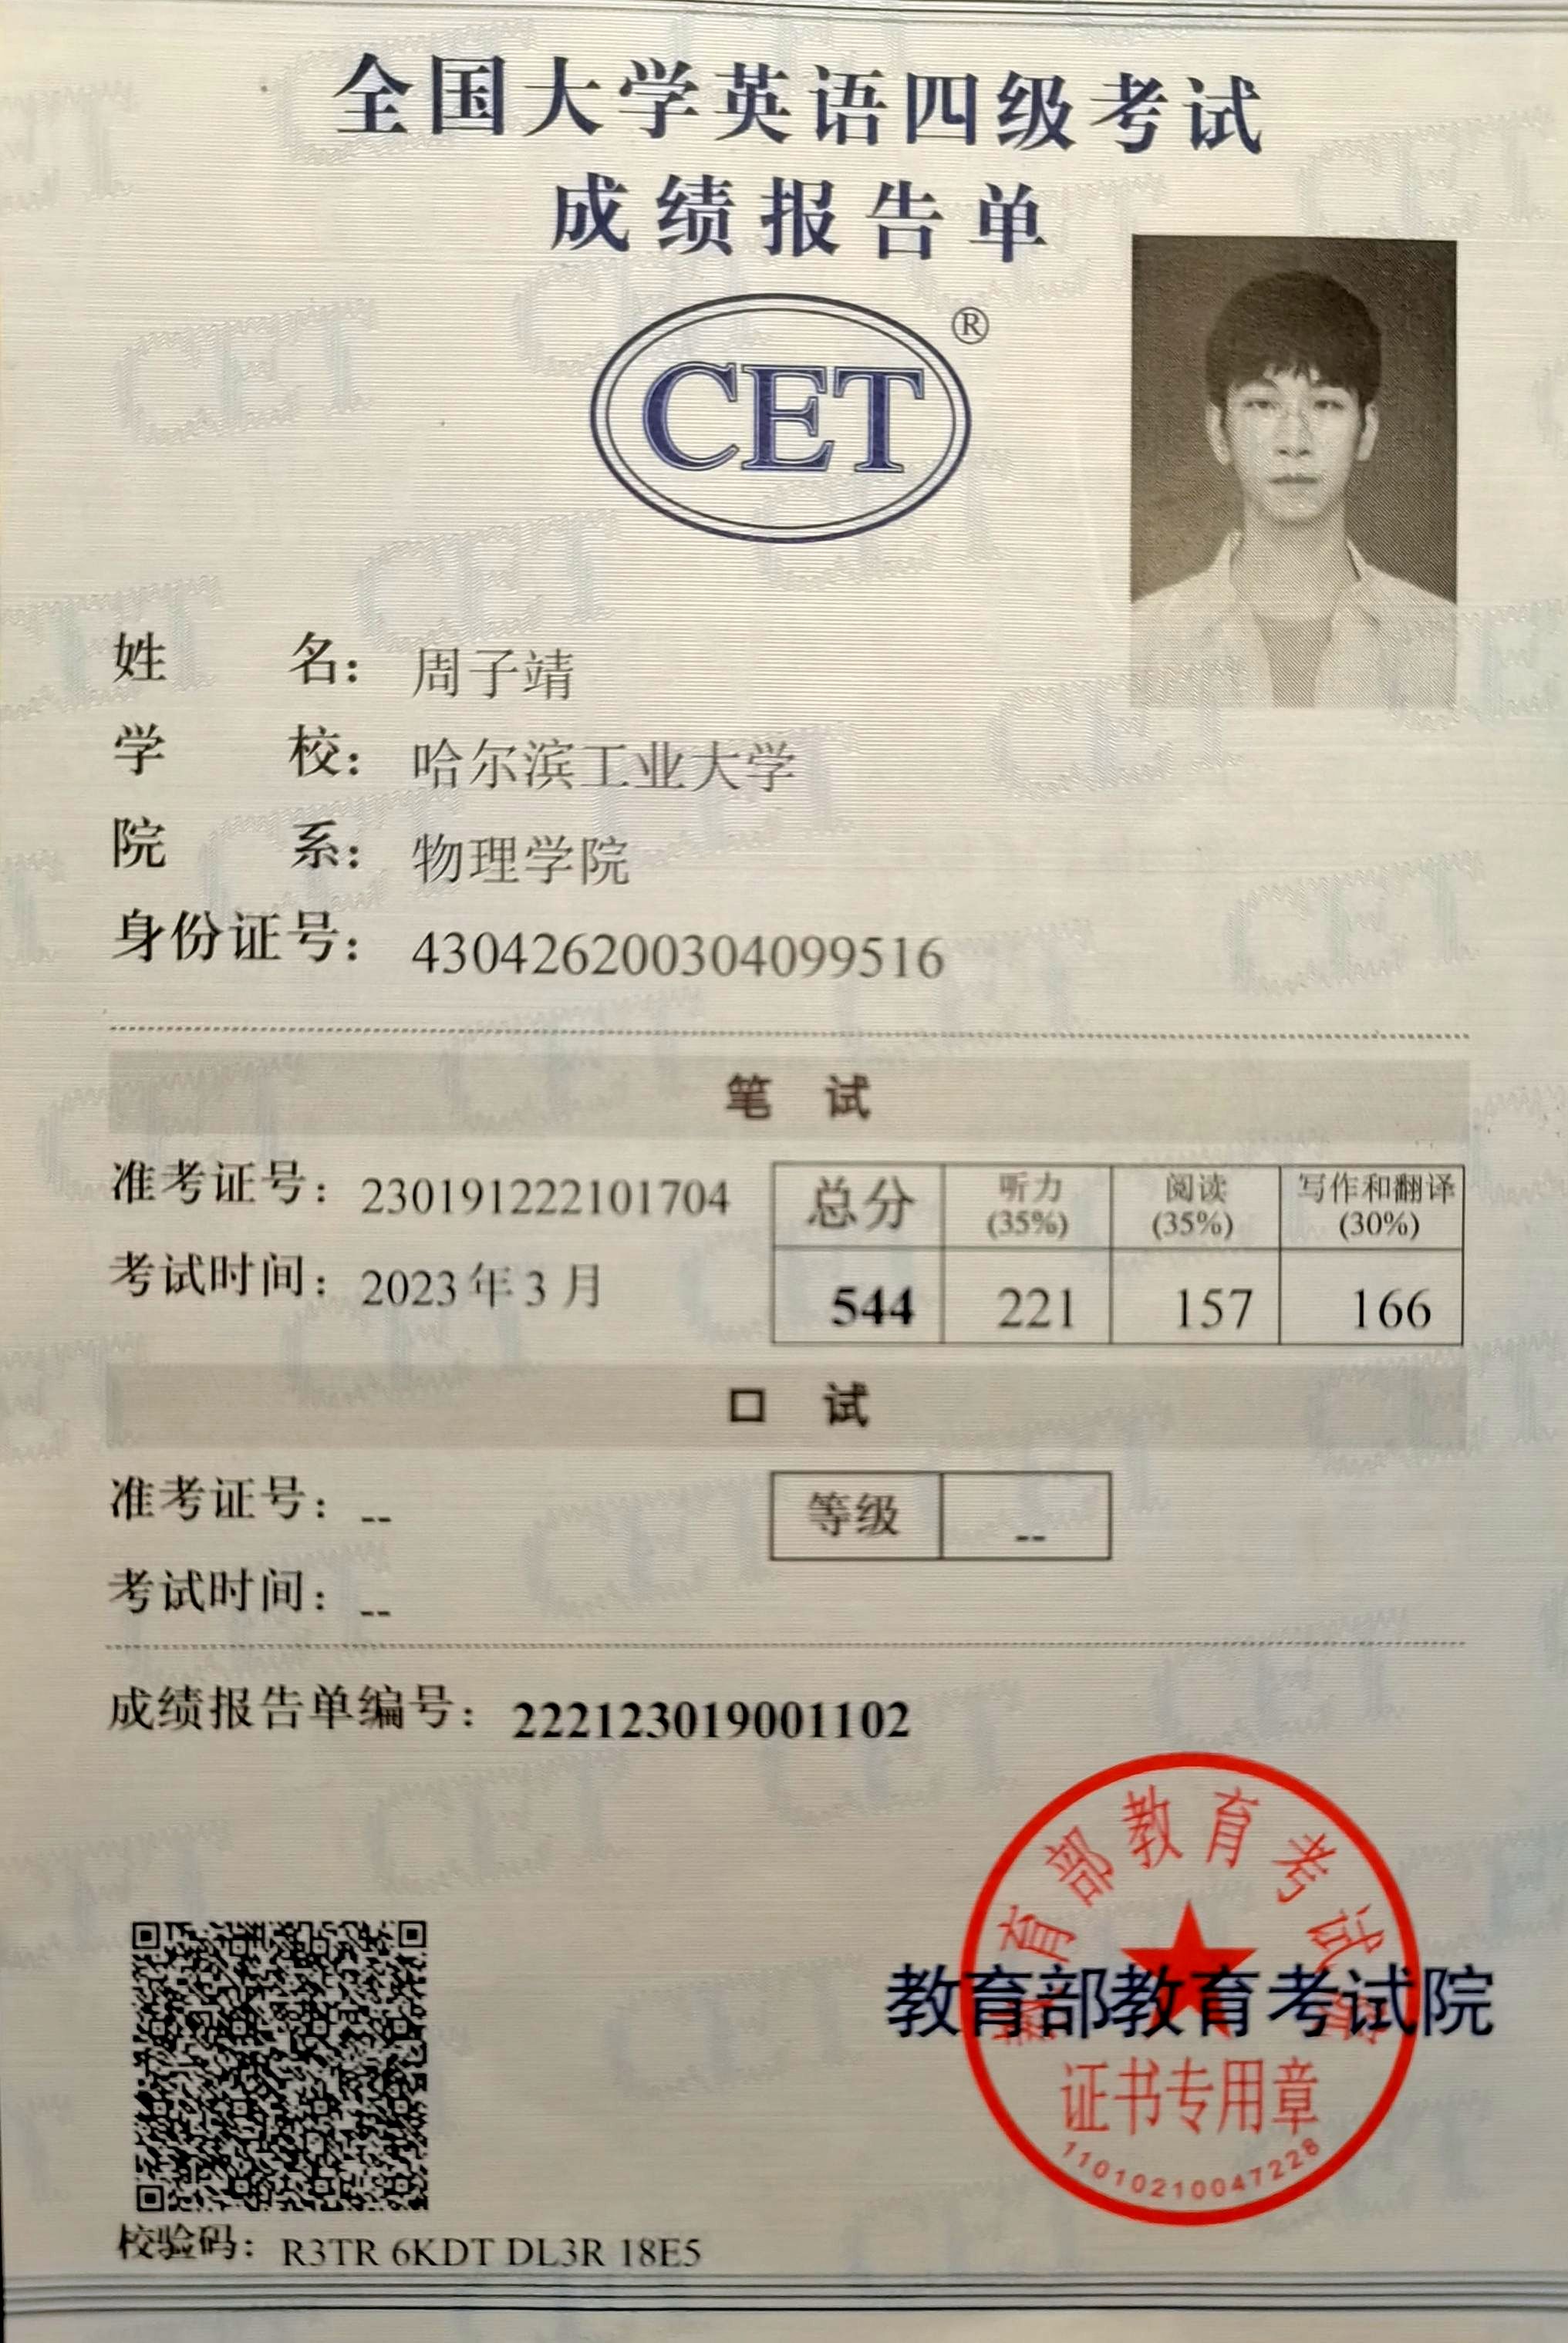 全国大学英语四级考试
成绩报告单
CET®
姓名：周子靖
学校：哈尔滨工业大学
院系：物理学院
身份证号：430426200304099516
笔试
准考证号：230191222101704
考试时间：2023年3月
总分 听力(35%) 阅读(35%) 写作和翻译(30%)
544 221 157 166
口试
准考证号：--
考试时间：--
等级 --
成绩报告单编号：222123019001102
教育部教育考试院
证书专用章
11010210047228
校验码：R3TR 6KDT DL3R 18E5